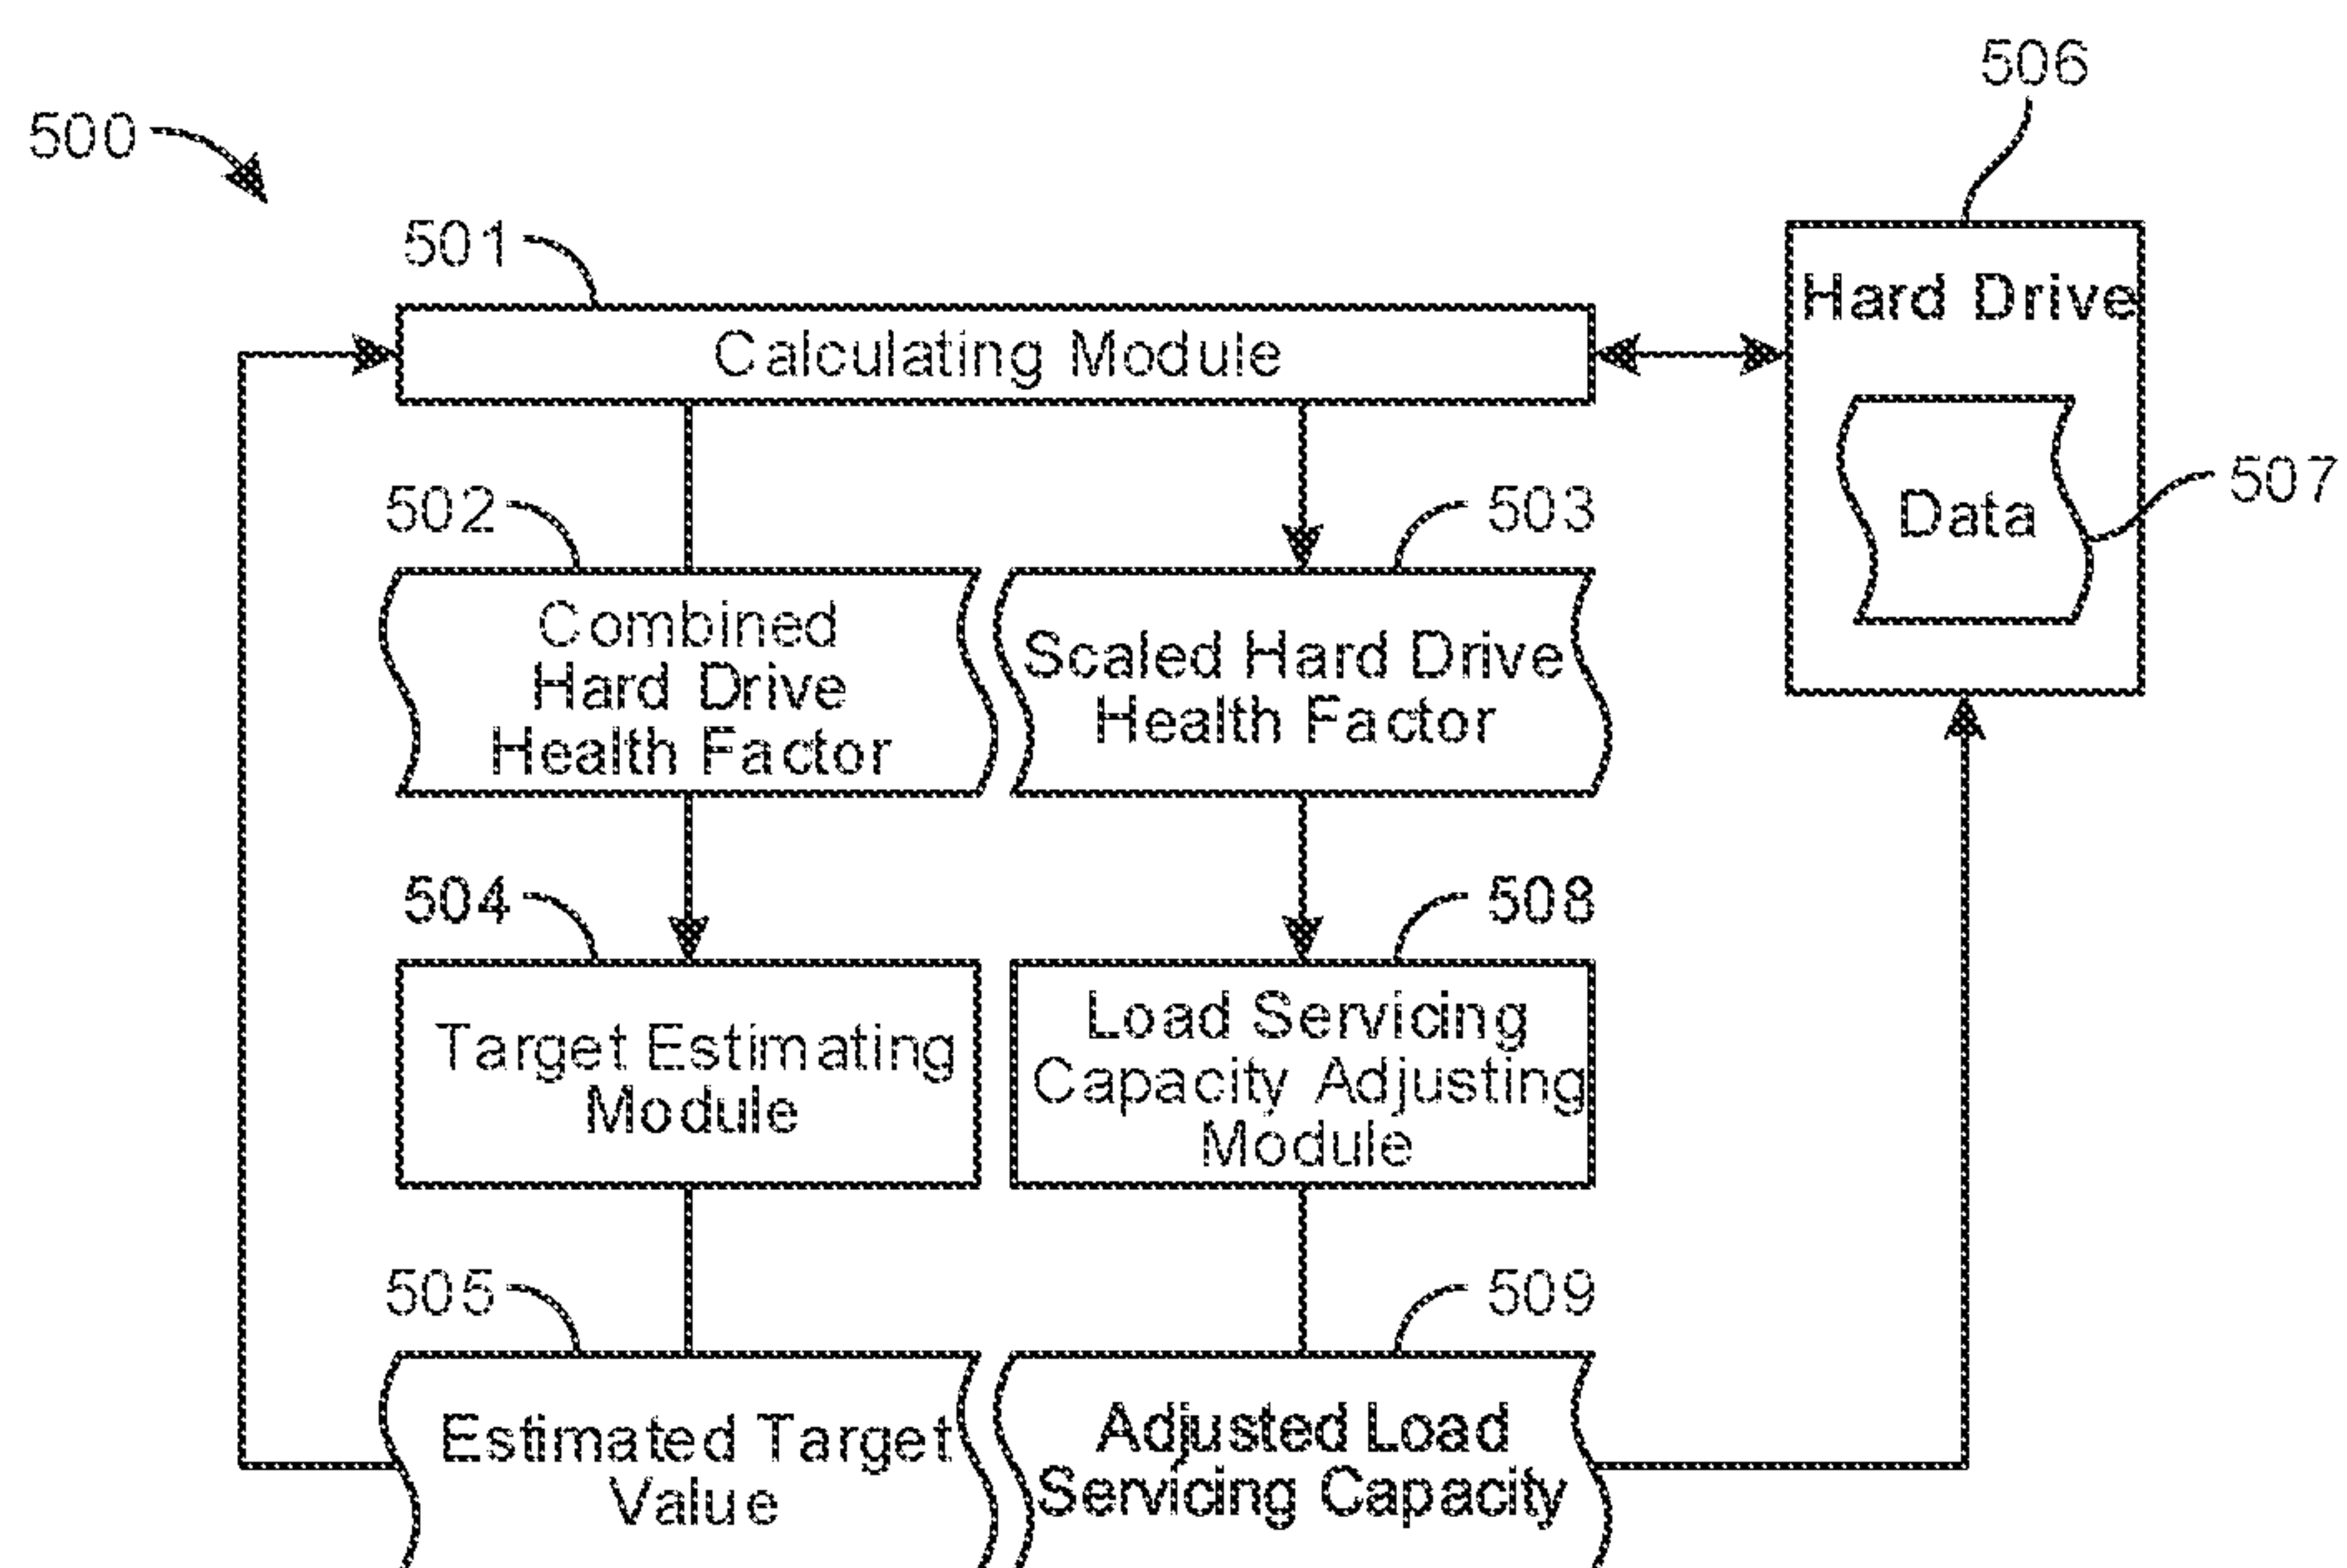 506
500
501
Hard Drive
Calculating Module
502
503
Data
507
Combined
Hard Drive
Health Factor
Scaled Hard Drive
Health Factor
504
508
Target Estimating
Module
Load Servicing
Capacity Adjusting
Module
505
509
Estimated Target
Value
Adjusted Load
Servicing Capacity